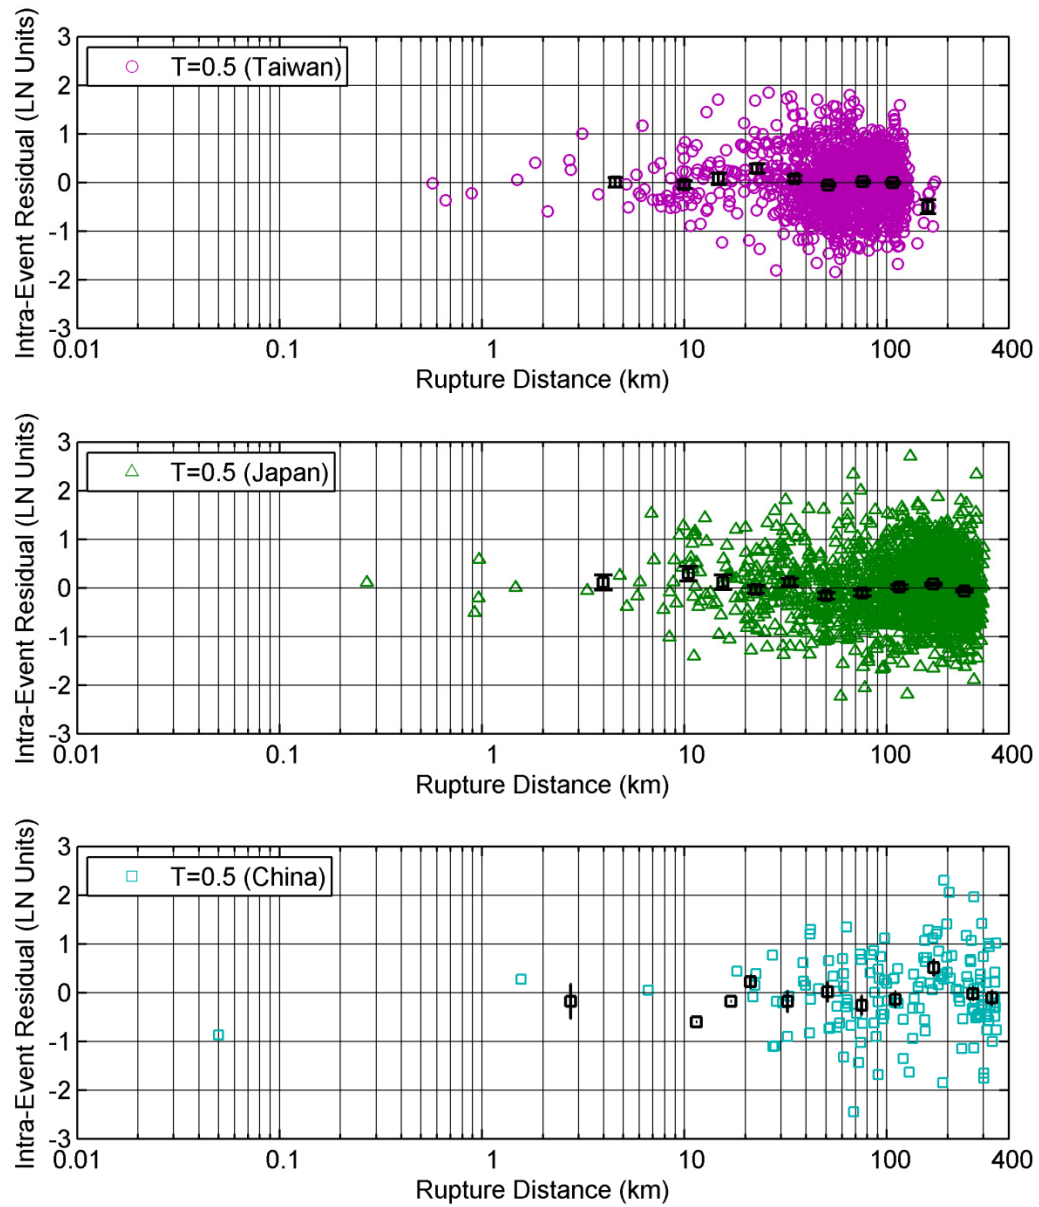 Intra-Event Residual (LN Units)
3
2
1
0
-1
-2
-3
T=0.5 (Taiwan)
0.01 0.1 1 10 100 400
Rupture Distance (km)
Intra-Event Residual (LN Units)
3
2
1
0
-1
-2
-3
T=0.5 (Japan)
0.01 0.1 1 10 100 400
Rupture Distance (km)
Intra-Event Residual (LN Units)
3
2
1
0
-1
-2
-3
T=0.5 (China)
0.01 0.1 1 10 100 400
Rupture Distance (km)